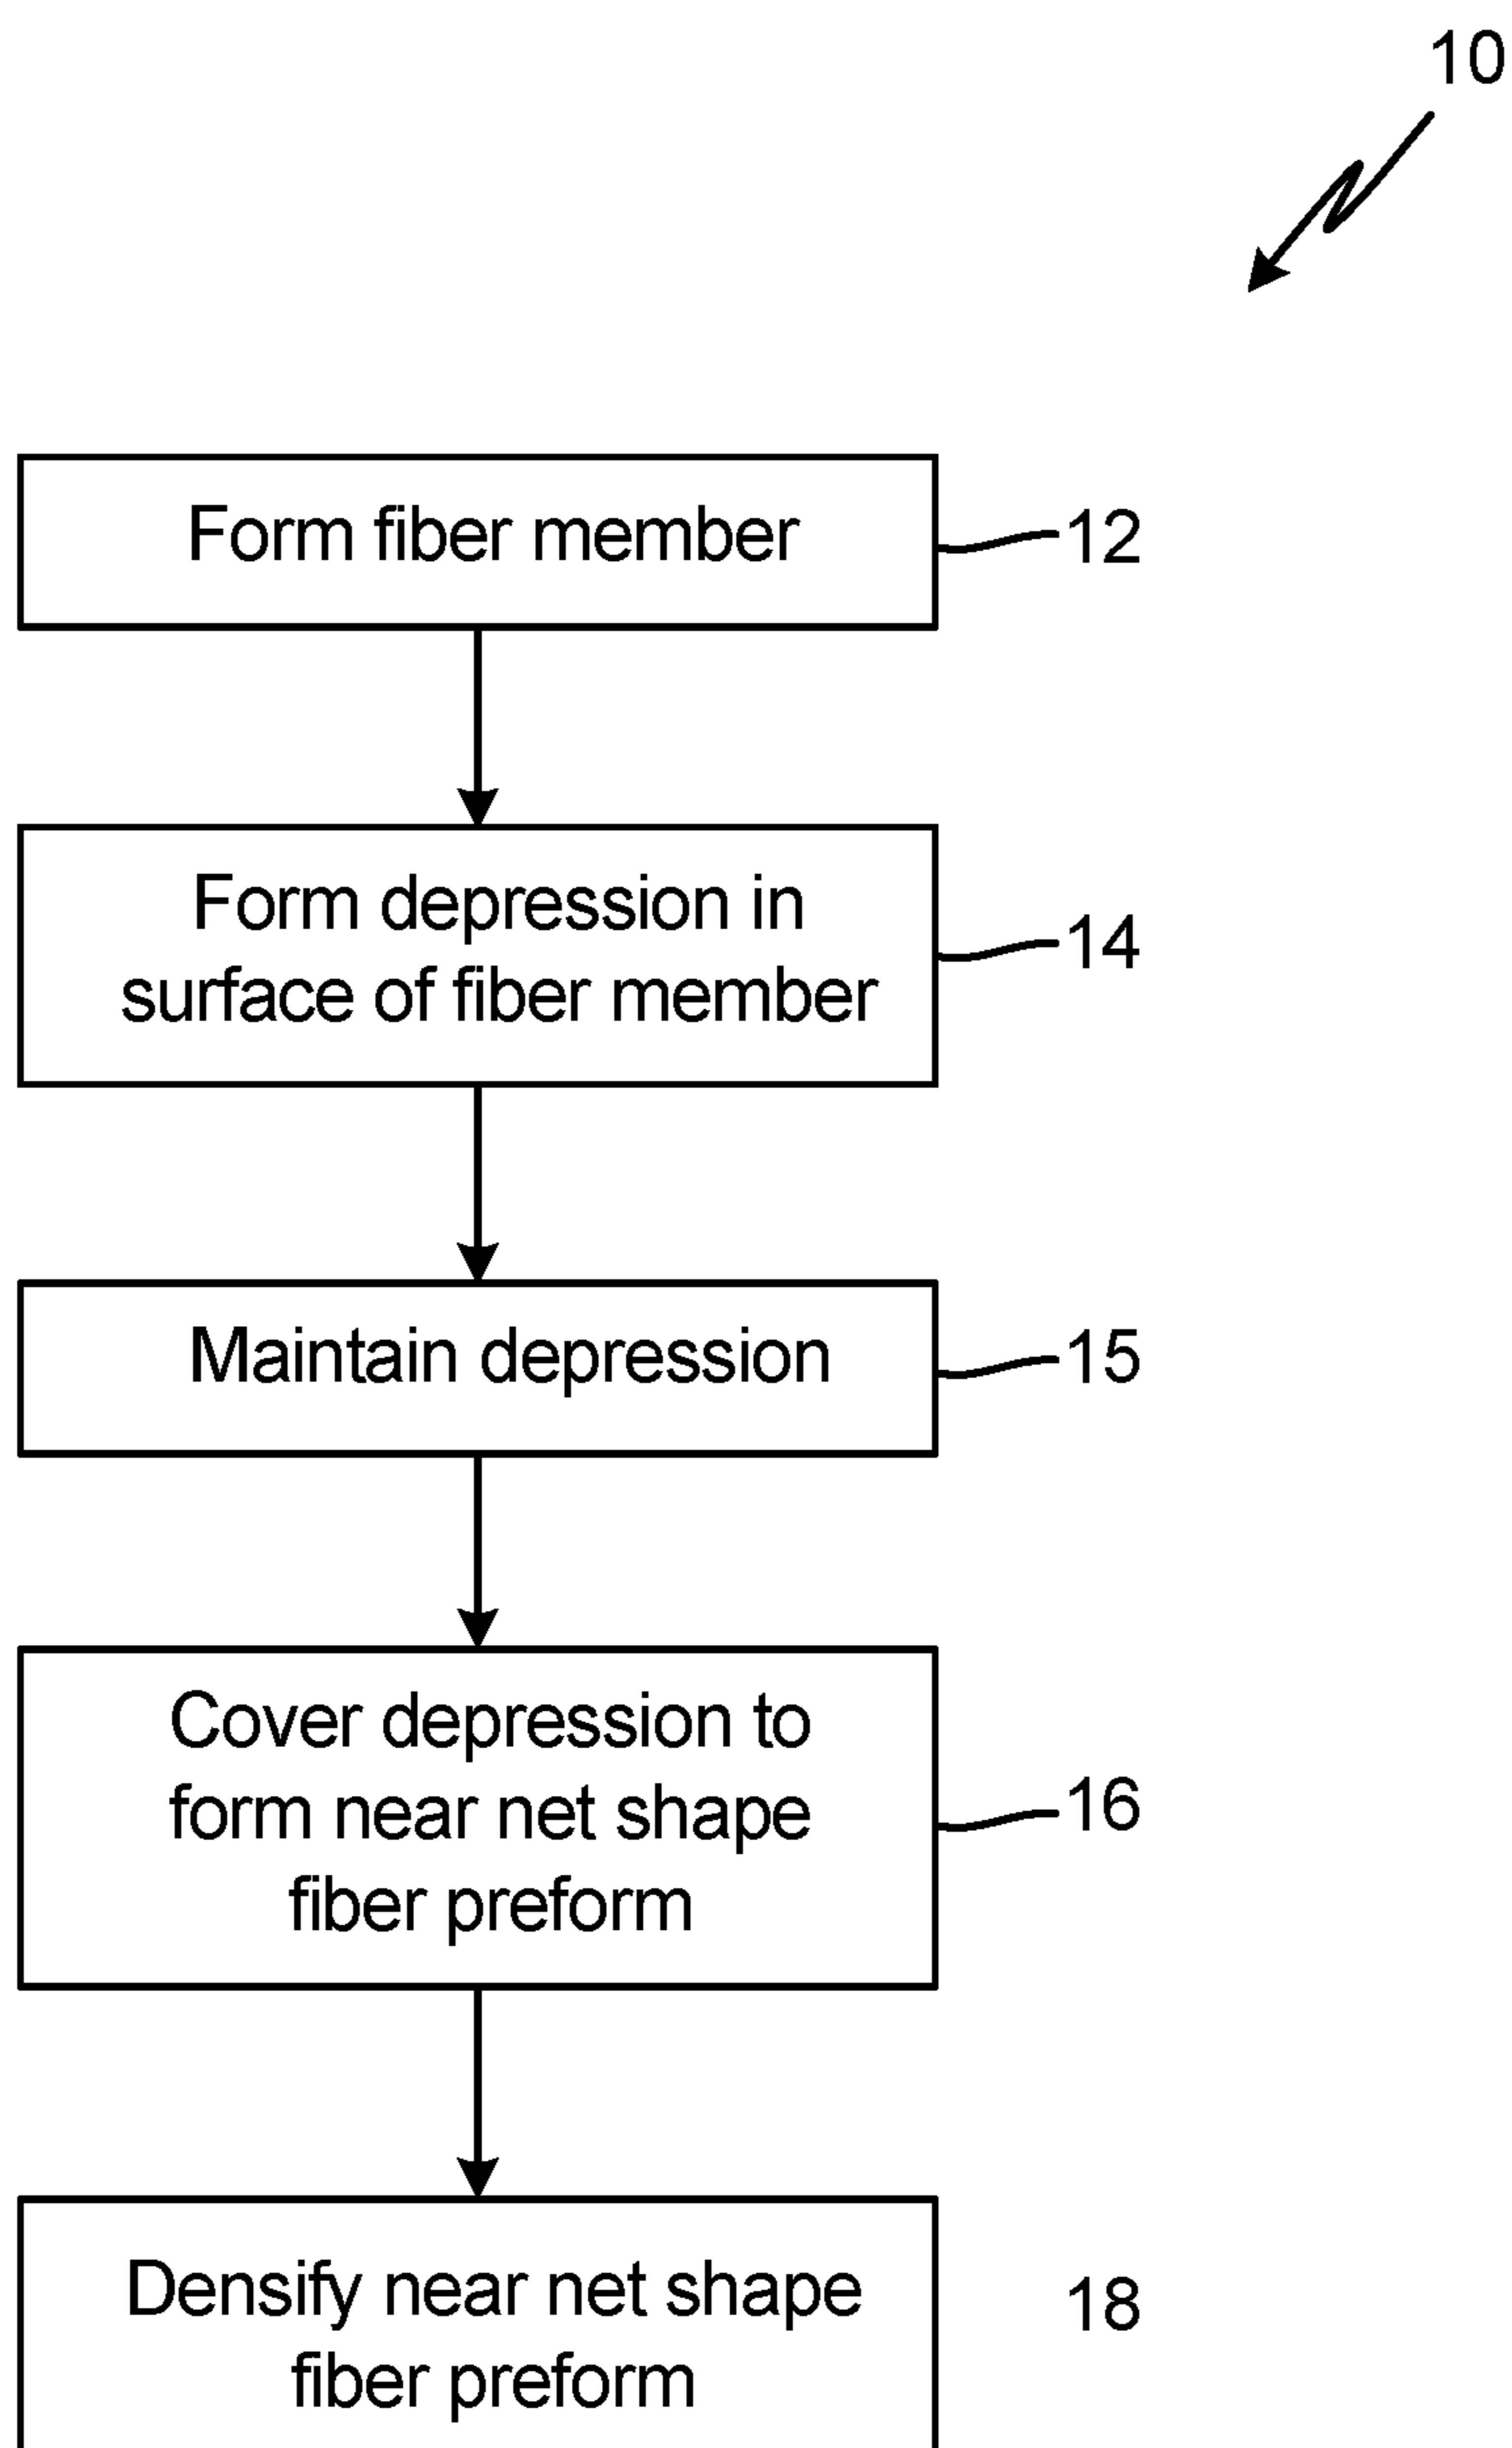 10
Form fiber member
12
Form depression in
surface of fiber member
14
Maintain depression
15
Cover depression to
form near net shape
fiber preform
16
Densify near net shape
fiber preform
18